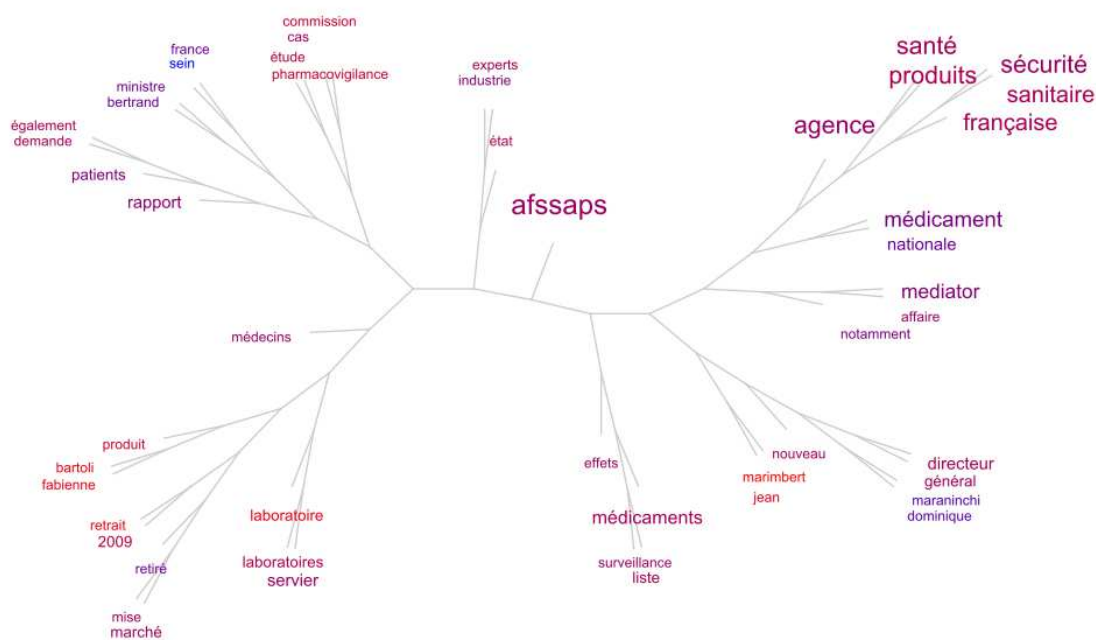 commission
cas
étude
pharmacovigilance
france
sein
ministre
bertrand
également
demande
patients
rapport
experts
industrie
état
afssaps
santé
produits
sécurité
sanitaire
française
agence
médicament
nationale
mediator
affaire
notamment
médecins
produit
bartoli
fabienne
retrait
2009
retiré
mise
marché
laboratoire
laboratoires
servier
effets
médicaments
surveillance
liste
nouveau
marimbert
jean
directeur
général
maraninchi
dominique